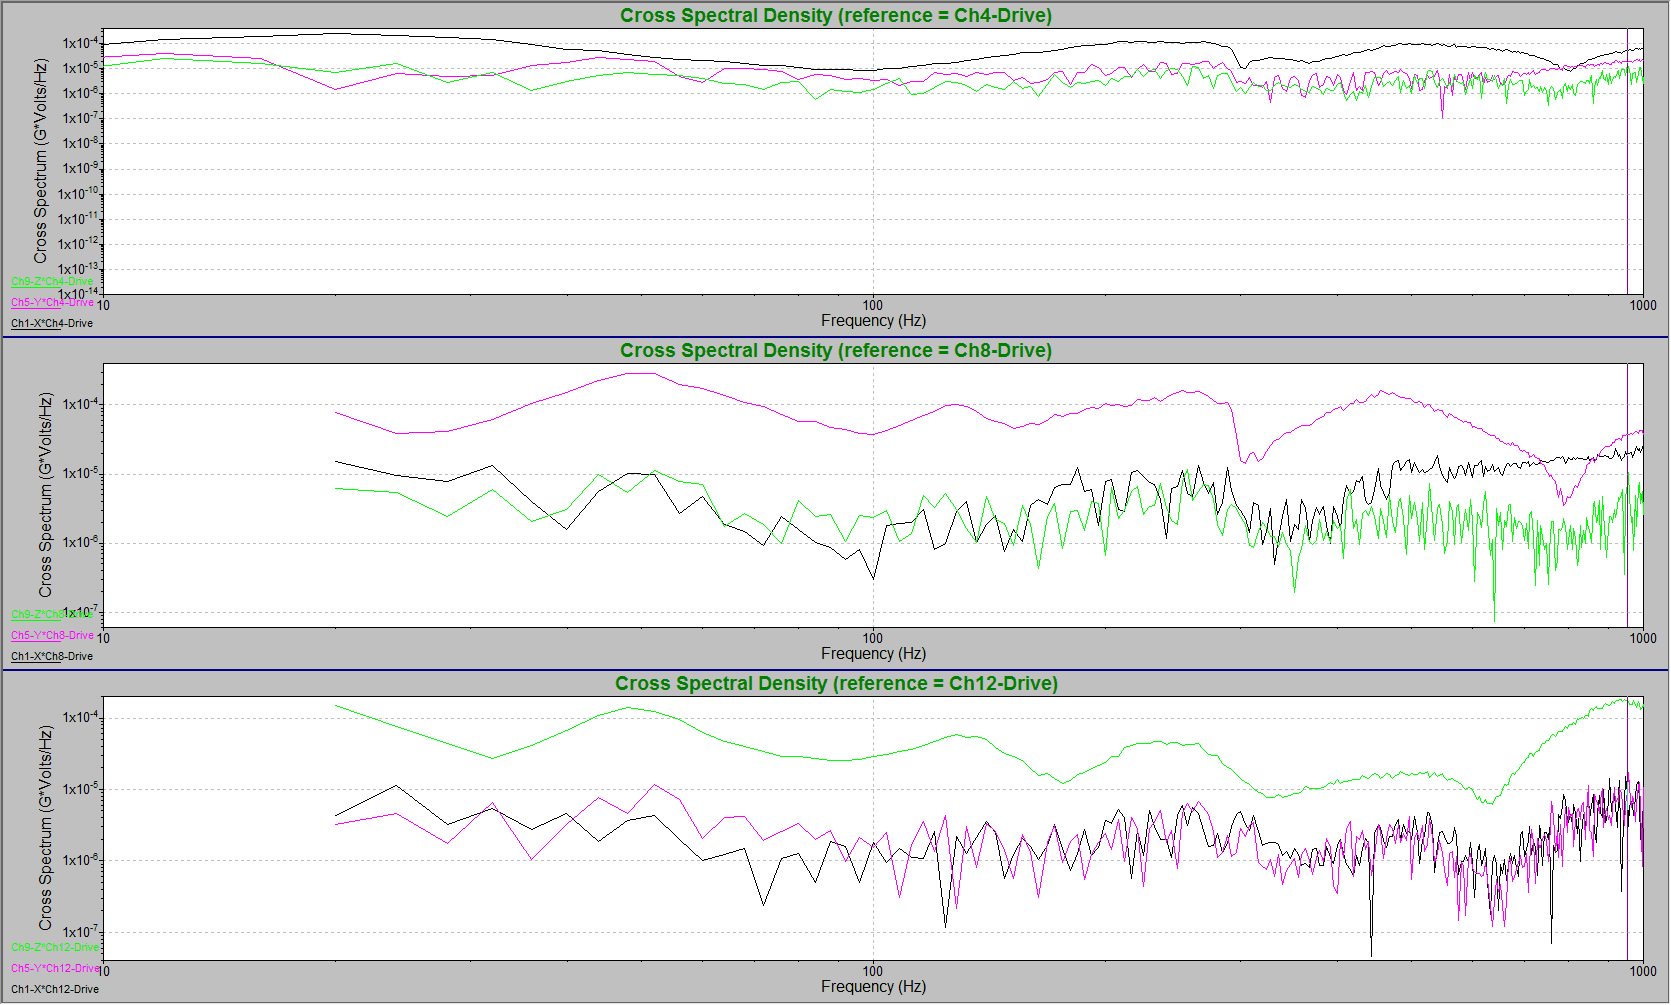 Cross Spectral Density (reference = Ch4-Drive)
Cross Spectrum (G*Volts/Hz)
1x10-4
1x10-5
1x10-6
1x10-7
1x10-8
1x10-9
1x10-10
1x10-11
1x10-12
1x10-13
1x10-14
Ch9-Z*Ch4-Drive
Ch5-Y*Ch4-Drive
Ch1-X*Ch4-Drive
10 100 1000
Frequency (Hz)
Cross Spectral Density (reference = Ch8-Drive)
Cross Spectrum (G*Volts/Hz)
1x10-4
1x10-5
1x10-6
1x10-7
Ch9-Z*Ch8-Drive
Ch5-Y*Ch8-Drive
Ch1-X*Ch8-Drive
10 100 1000
Frequency (Hz)
Cross Spectral Density (reference = Ch12-Drive)
Cross Spectrum (G*Volts/Hz)
1x10-4
1x10-5
1x10-6
1x10-7
Ch9-Z*Ch12-Drive
Ch5-Y*Ch12-Drive
Ch1-X*Ch12-Drive
10 100 1000
Frequency (Hz)